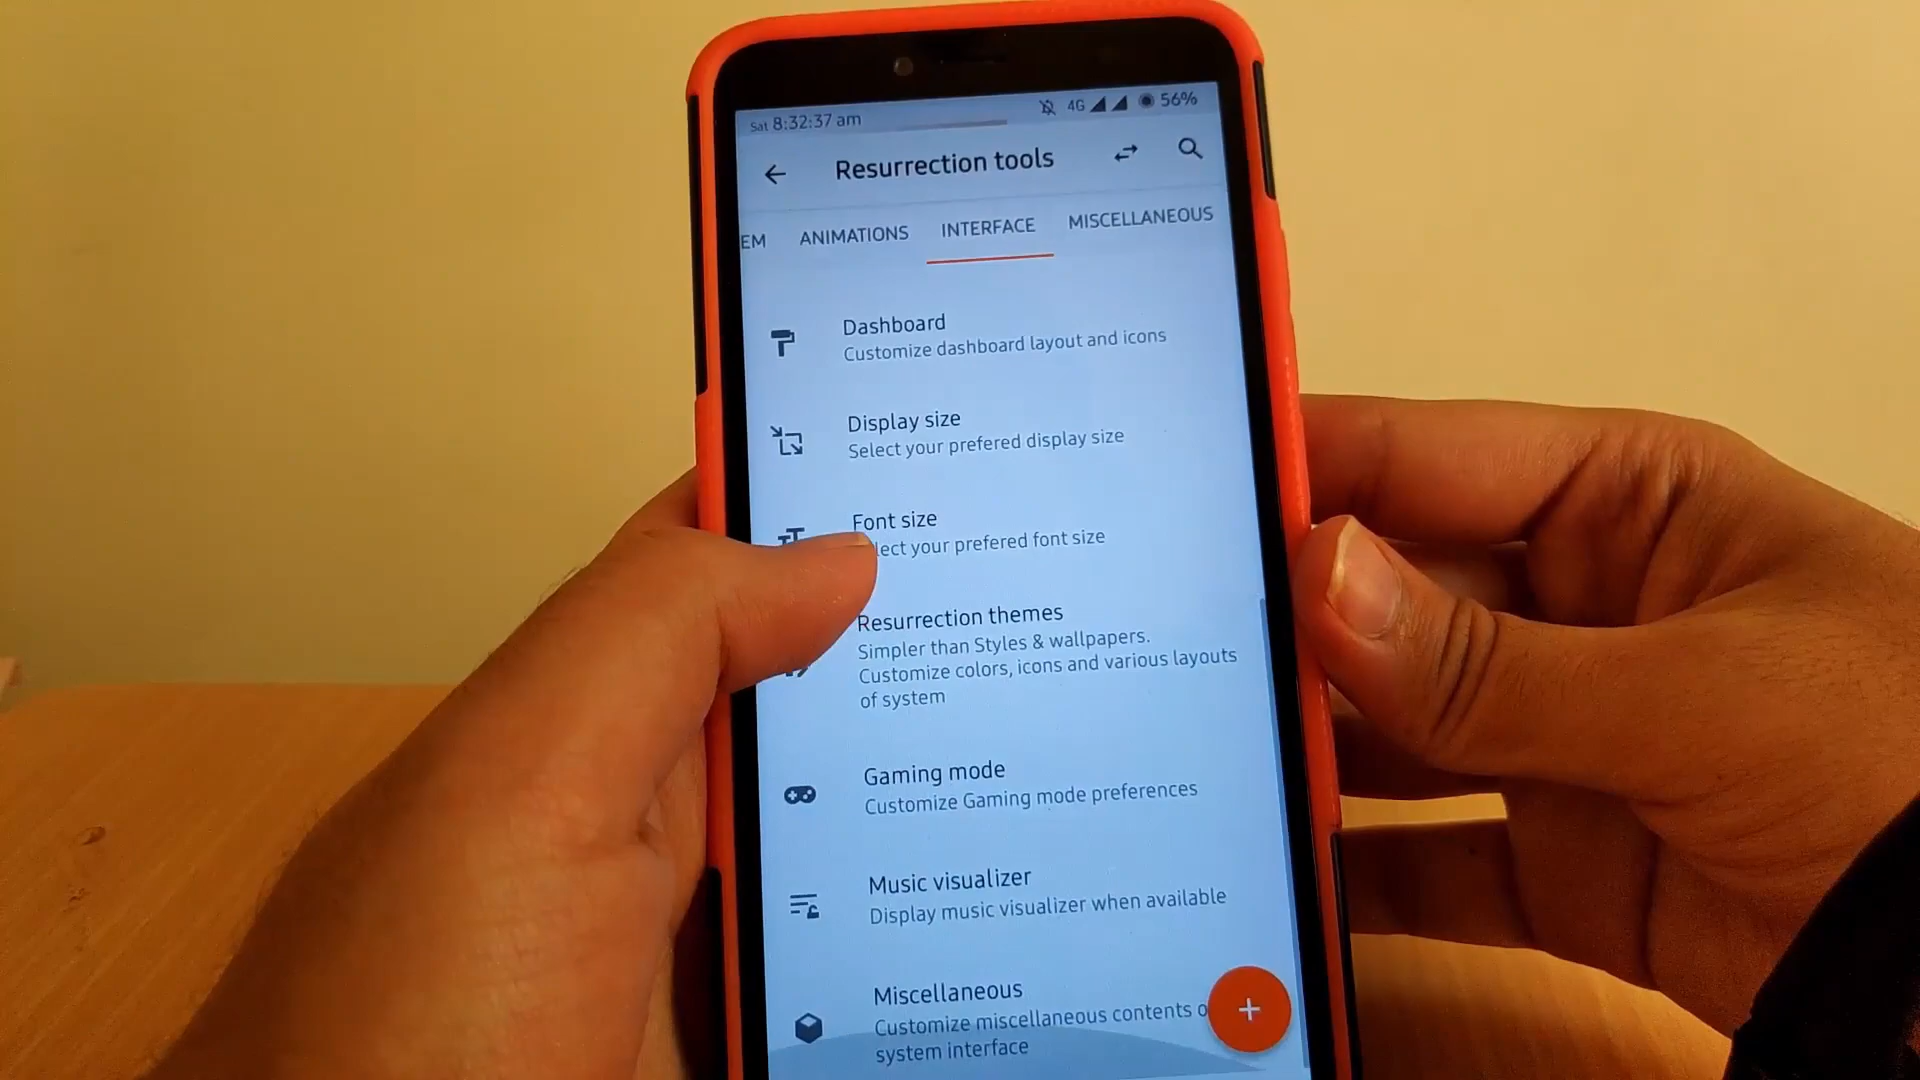 Sat 8:32:37 am 4G 56%
Resurrection tools
EM ANIMATIONS INTERFACE MISCELLANEOUS
Dashboard
Customize dashboard layout and icons
Display size
Select your prefered display size
Font size
lect your prefered font size
Resurrection themes
Simpler than Styles & wallpapers.
Customize colors, icons and various layouts
of system
Gaming mode
Customize Gaming mode preferences
Music visualizer
Display music visualizer when available
Miscellaneous
Customize miscellaneous contents o
system interface